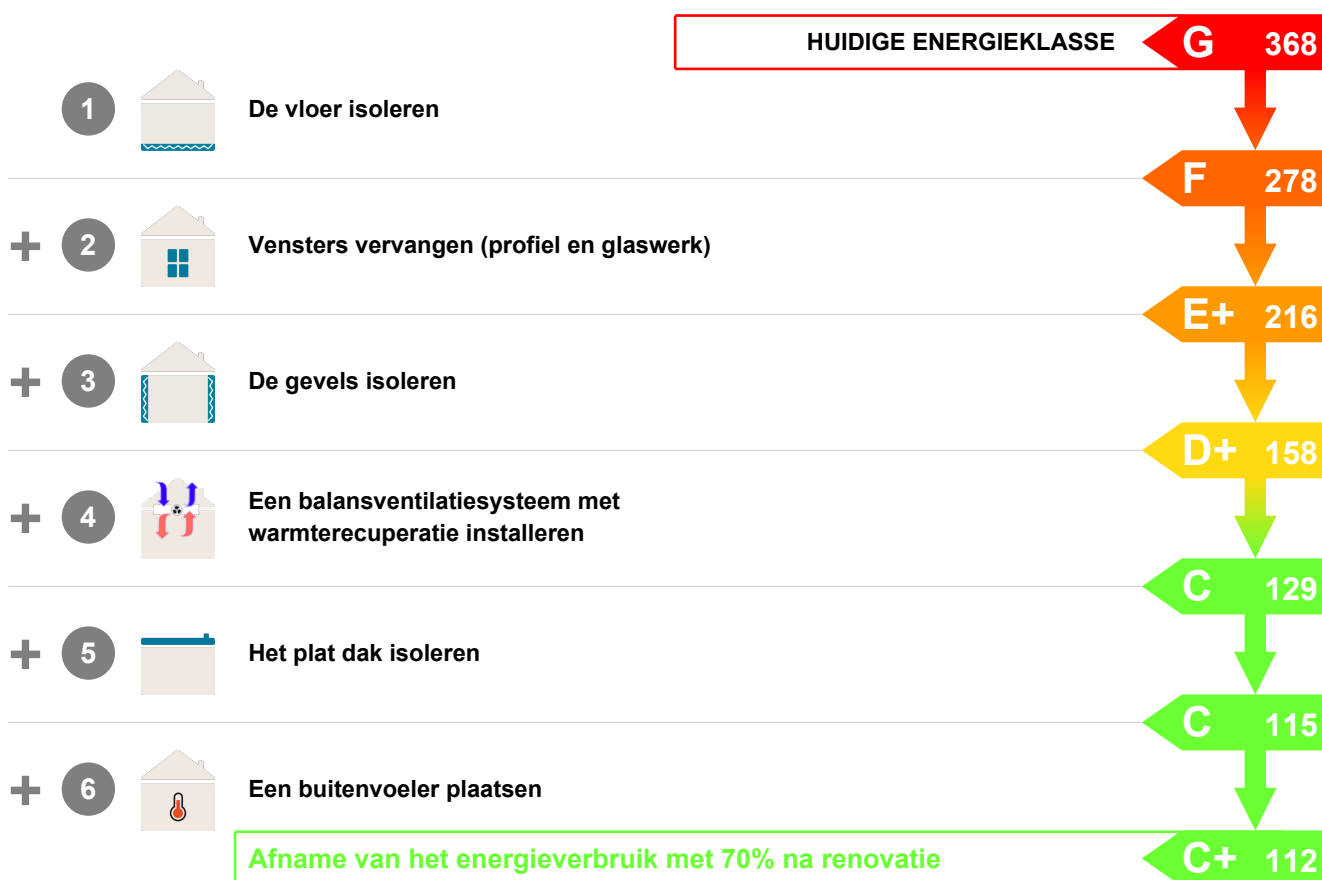 HUIDIGE ENERGIEKLASSE G 368
1 De vloer isoleren
F 278
+ 2 Vensters vervangen (profiel en glaswerk)
E+ 216
+ 3 De gevels isoleren
D+ 158
+ 4 Een balansventilatiesysteem met
warmterecuperatie installeren
C 129
+ 5 Het plat dak isoleren
C 115
+ 6 Een buitenvoeler plaatsen
Afname van het energieverbruik met 70% na renovatie C+ 112